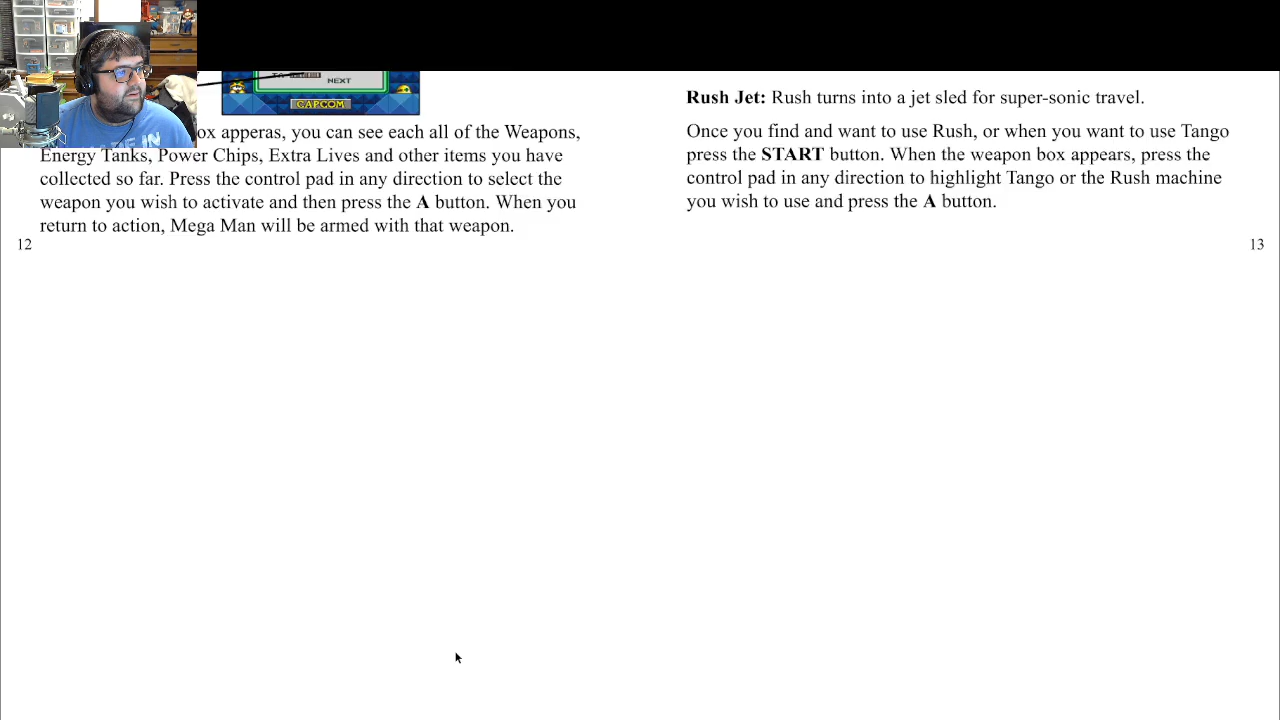 NEXT
CAPCOM
ox apperas, you can see each all of the Weapons,
Energy Tanks, Power Chips, Extra Lives and other items you have
collected so far. Press the control pad in any direction to select the
weapon you wish to activate and then press the A button. When you
return to action, Mega Man will be armed with that weapon.
12
Rush Jet: Rush turns into a jet sled for super-sonic travel.
Once you find and want to use Rush, or when you want to use Tango
press the START button. When the weapon box appears, press the
control pad in any direction to highlight Tango or the Rush machine
you wish to use and press the A button.
13